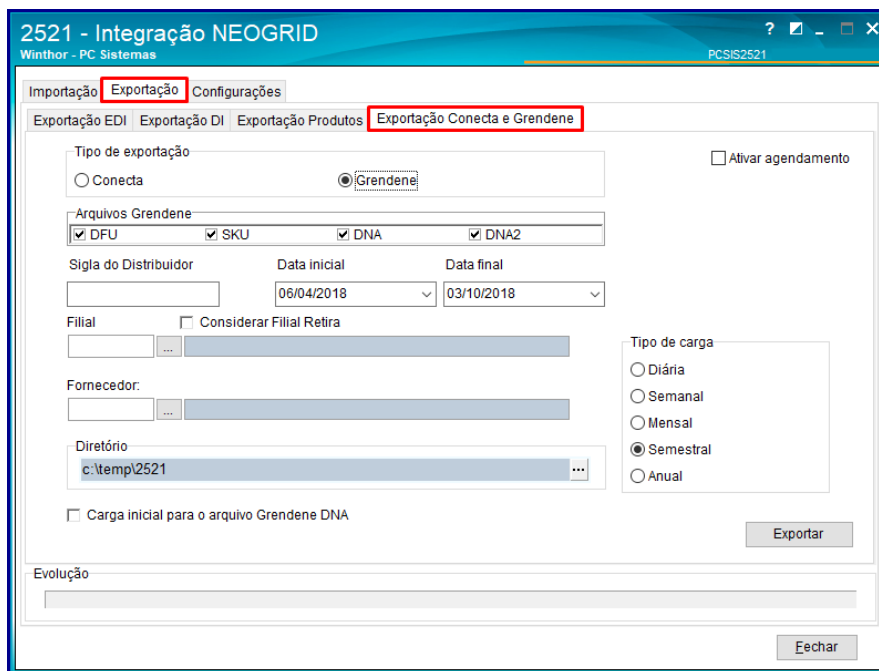 2521 - Integração NEOGRID
Winthor - PC Sistemas
PCSIS2521
Importação Exportação Configurações
Exportação EDI Exportação DI Exportação Produtos Exportação Conecta e Grendene
Tipo de exportação
Conecta Grendene
Ativar agendamento
Arquivos Grendene
DFU SKU DNA DNA2
Sigla do Distribuidor Data inicial Data final
06/04/2018 03/10/2018
Filial Considerar Filial Retira
...
Fornecedor:
...
Diretório
c:\temp\2521 ...
Tipo de carga
Diária
Semanal
Mensal
Semestral
Anual
Carga inicial para o arquivo Grendene DNA
Exportar
Evolução
Fechar